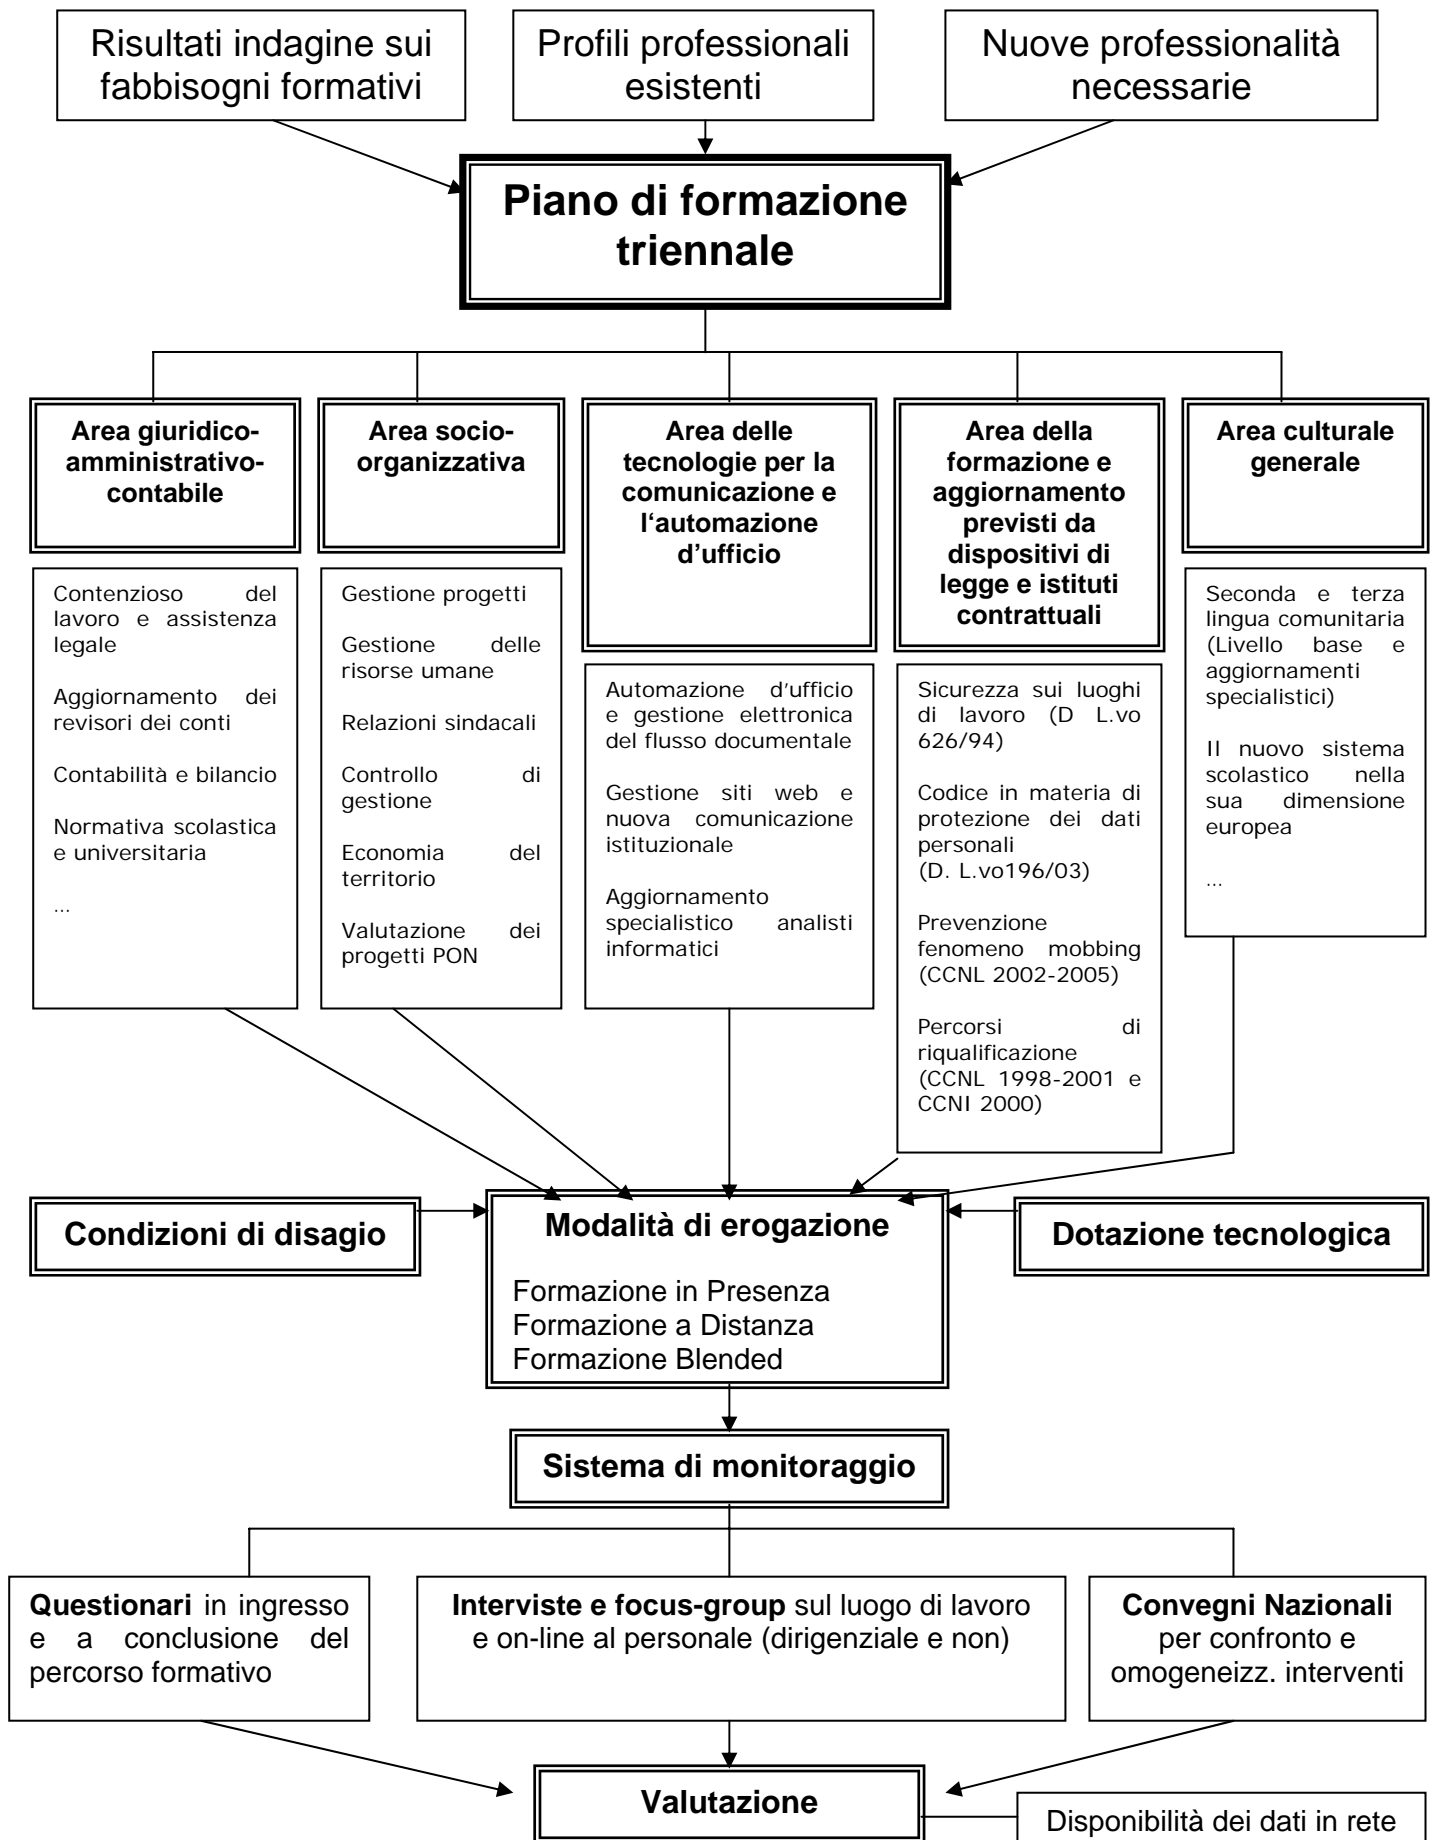 Risultati indagine sui
fabbisogni formativi
Profili professionali
esistenti
Nuove professionalità
necessarie
Piano di formazione
triennale
Area giuridico-
amministrativo-
contabile
Area socio-
organizzativa
Area delle
tecnologie per la
comunicazione e
l‘automazione
d’ufficio
Area della
formazione e
aggiornamento
previsti da
dispositivi di
legge e istituti
contrattuali
Area culturale
generale
Contenzioso del
lavoro e assistenza
legale
Aggiornamento dei
revisori dei conti
Contabilità e bilancio
Normativa scolastica
e universitaria
…
Gestione progetti
Gestione delle
risorse umane
Relazioni sindacali
Controllo di
gestione
Economia del
territorio
Valutazione dei
progetti PON
Automazione d’ufficio
e gestione elettronica
del flusso documentale
Gestione siti web e
nuova comunicazione
istituzionale
Aggiornamento
specialistico analisti
informatici
Sicurezza sui luoghi
di lavoro (D L.vo
626/94)
Codice in materia di
protezione dei dati
personali
(D. L.vo196/03)
Prevenzione
fenomeno mobbing
(CCNL 2002-2005)
Percorsi di
riqualificazione
(CCNL 1998-2001 e
CCNI 2000)
Seconda e terza
lingua comunitaria
(Livello base e
aggiornamenti
specialistici)
Il nuovo sistema
scolastico nella
sua dimensione
europea
…
Condizioni di disagio
Modalità di erogazione
Formazione in Presenza
Formazione a Distanza
Formazione Blended
Dotazione tecnologica
Sistema di monitoraggio
Questionari in ingresso
e a conclusione del
percorso formativo
Interviste e focus-group sul luogo di lavoro
e on-line al personale (dirigenziale e non)
Convegni Nazionali
per confronto e
omogeneizz. interventi
Valutazione
Disponibilità dei dati in rete